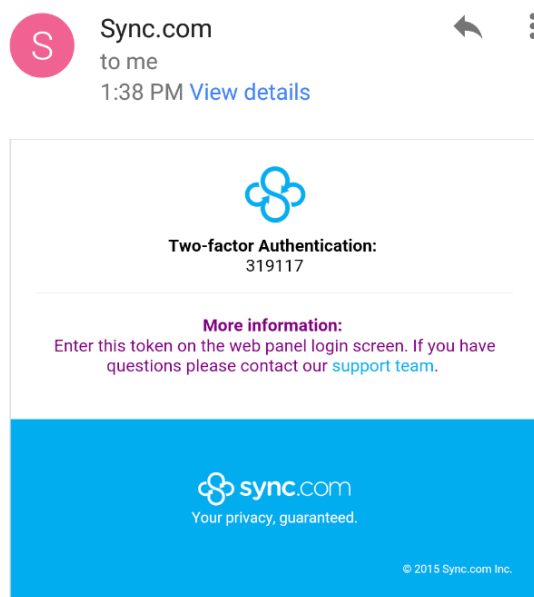 S
Sync.com
to me
1:38 PM View details
Two-factor Authentication:
319117
More information:
Enter this token on the web panel login screen. If you have
questions please contact our support team.
sync.com
Your privacy, guaranteed.
© 2015 Sync.com Inc.